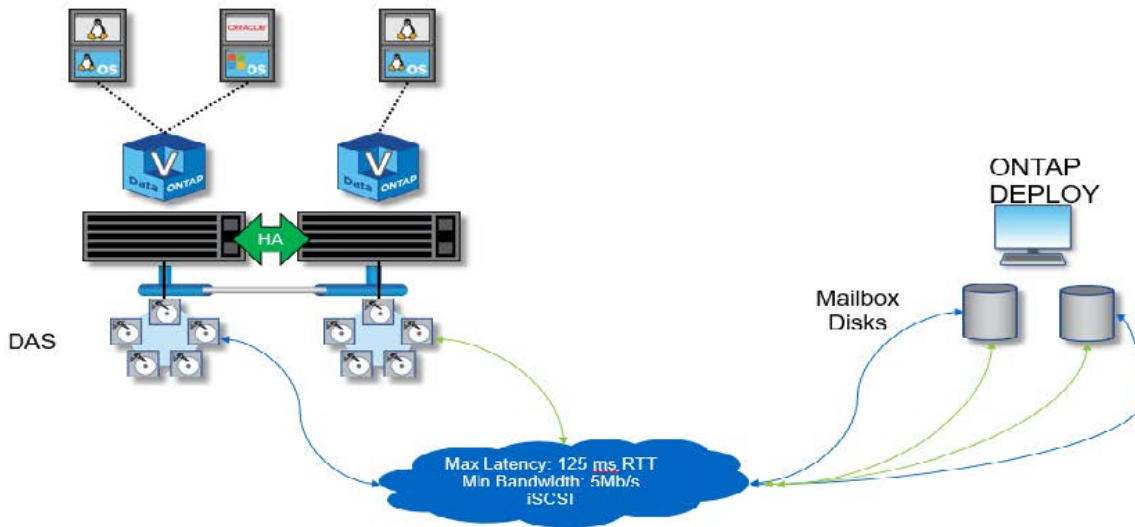 ORACLE
OS
OS
OS
V
Data ONTAP
V
Data ONTAP
HA
DAS
ONTAP
DEPLOY
Mailbox
Disks
Max Latency: 125 ms RTT
Min Bandwidth: 5Mb/s
iSCSI